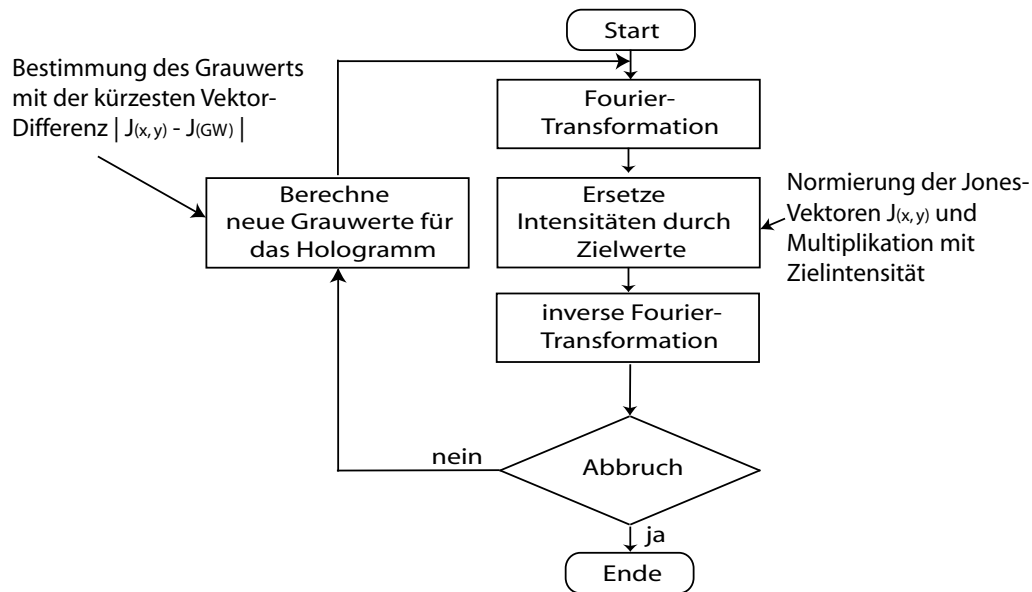 Start
Bestimmung des Grauwerts
mit der kürzesten Vektor-
Differenz | J(x, y) - J(GW) |
Fourier-
Transformation
Berechne
neue Grauwerte für
das Hologramm
Ersetze
Intensitäten durch
Zielwerte
Normierung der Jones-
Vektoren J(x, y) und
Multiplikation mit
Zielintensität
inverse Fourier-
Transformation
nein
Abbruch
ja
Ende